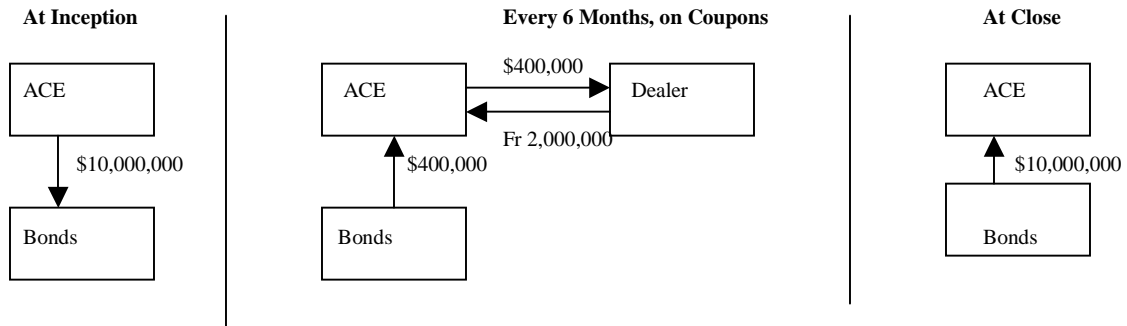 At Inception
Every 6 Months, on Coupons
At Close
ACE
$10,000,000
Bonds
ACE
$400,000
Dealer
Fr 2,000,000
$400,000
Bonds
ACE
$10,000,000
Bonds